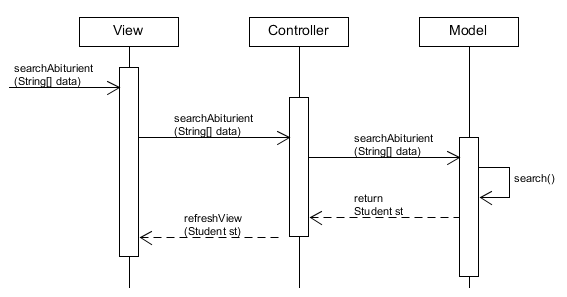 View
Controller
Model
searchAbiturient
(String[] data)
searchAbiturient
(String[] data)
searchAbiturient
(String[] data)
search()
return
Student st
refreshView
(Student st)